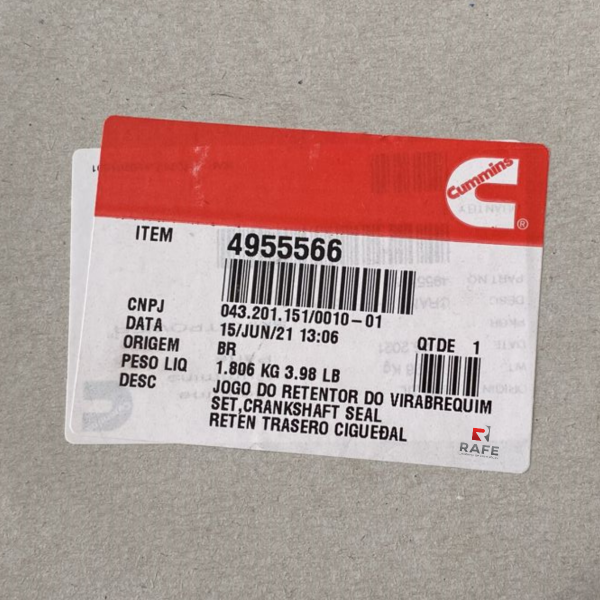 Cummins
®
ITEM 4955566
CNPJ 043.201.151/0010-01
DATA 15/JUN/21 13:06
ORIGEM BR QTDE 1
PESO LIQ 1.806 KG 3.98 LB
DESC JOGO DO RETENTOR DO VIRABREQUIM
SET,CRANKSHAFT SEAL
RETÉN TRASERO CIGUEÐAL
RAFE